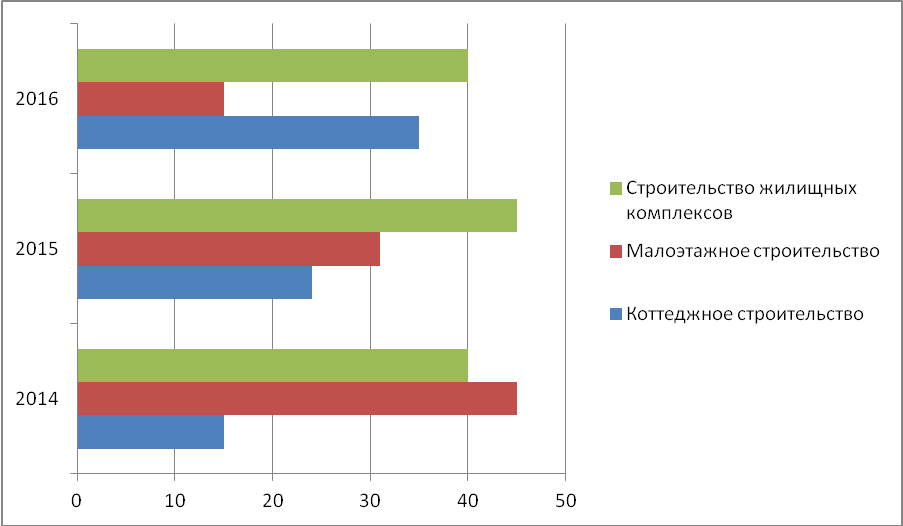 2016
2015
2014
0 10 20 30 40 50
Строительство жилищных
комплексов
Малоэтажное строительство
Коттеджное строительство